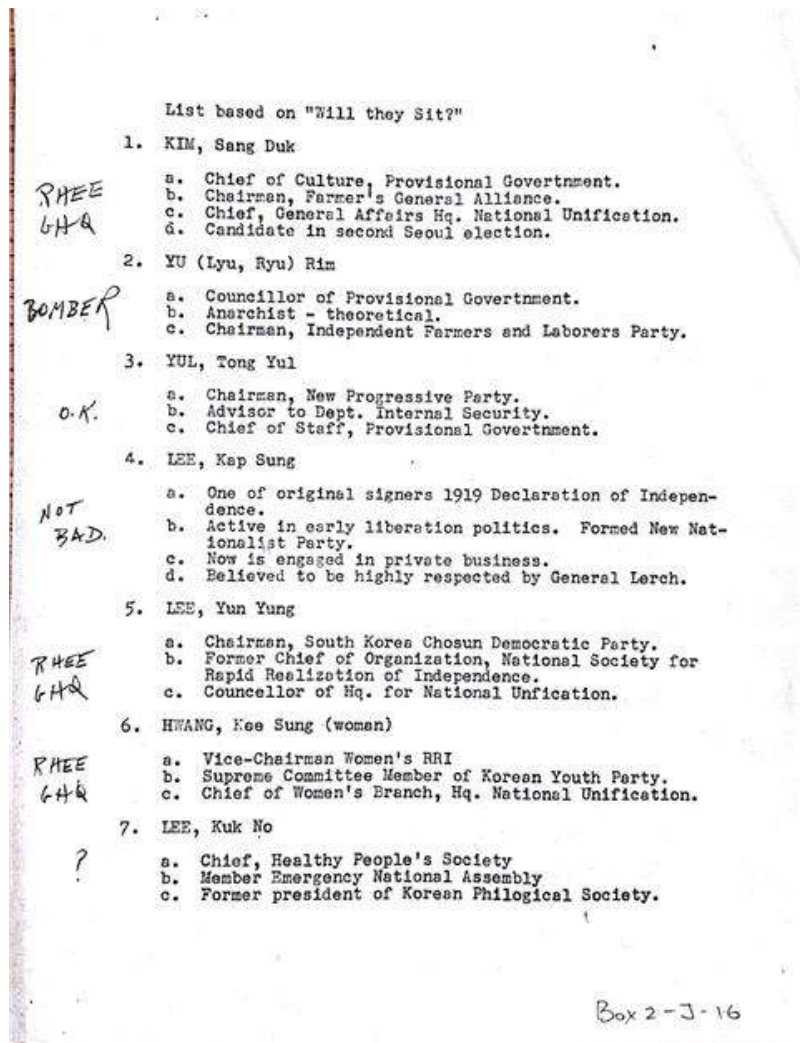 List based on "Will they Sit?"
1. KIM, Sang Duk
RHEE
GHQ
a. Chief of Culture, Provisional Govertnment.
b. Chairman, Farmer's General Alliance.
c. Chief, General Affairs Hq. National Unification.
d. Candidate in second Seoul election.
2. YU (Lyu, Ryu) Rim
BOMBER
a. Councillor of Provisional Govertnment.
b. Anarchist - theoretical.
c. Chairman, Independent Farmers and Laborers Party.
3. YUL, Tong Yul
O.K.
a. Chairman, New Progressive Party.
b. Advisor to Dept. Internal Security.
c. Chief of Staff, Provisional Govertnment.
4. LEE, Kap Sung
NOT
BAD.
a. One of original signers 1919 Declaration of Indepen-
dence.
b. Active in early liberation politics. Formed New Nat-
ionalist Party.
c. Now is engaged in private business.
d. Believed to be highly respected by General Lerch.
5. LEE, Yun Yung
RHEE
GHQ
a. Chairman, South Korea Chosun Democratic Party.
b. Former Chief of Organization, National Society for
Rapid Realization of Independence.
c. Councellor of Hq. for National Unfication.
6. HWANG, Kee Sung (woman)
RHEE
GHQ
a. Vice-Chairman Women's RRI
b. Supreme Committee Member of Korean Youth Party.
c. Chief of Women's Branch, Hq. National Unification.
7. LEE, Kuk No
?
a. Chief, Healthy People's Society
b. Member Emergency National Assembly
c. Former president of Korean Philogical Society.
Box 2-J-16